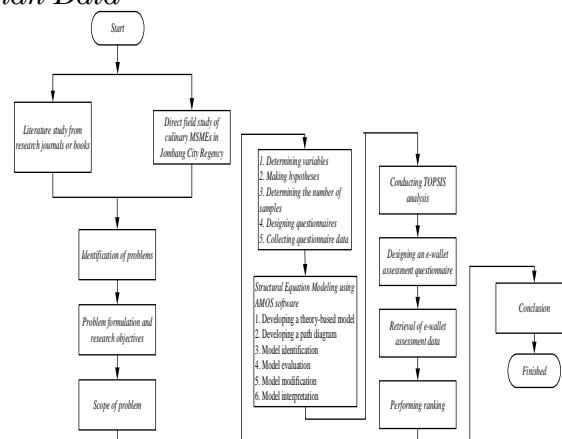 Start
Literature study from
research journals or books
Direct field study of
culinary MSMEs in
Jombang City Regency
Identification of problems
Problem formulation and
research objectives
Scope of problem
1. Determining variables
2. Making hypotheses
3. Determining the number of
samples
4. Designing questionnaires
5. Collecting questionnaire data
Structural Equation Modeling using
AMOS software
1. Developing a theory-based model
2. Developing a path diagram
3. Model identification
4. Model evaluation
5. Model modification
6. Model interpretation
Conducting TOPSIS
analysis
Designing an e-wallet
assessment questionnaire
Retrieval of e-wallet
assessment data
Performing ranking
Conclusion
Finished